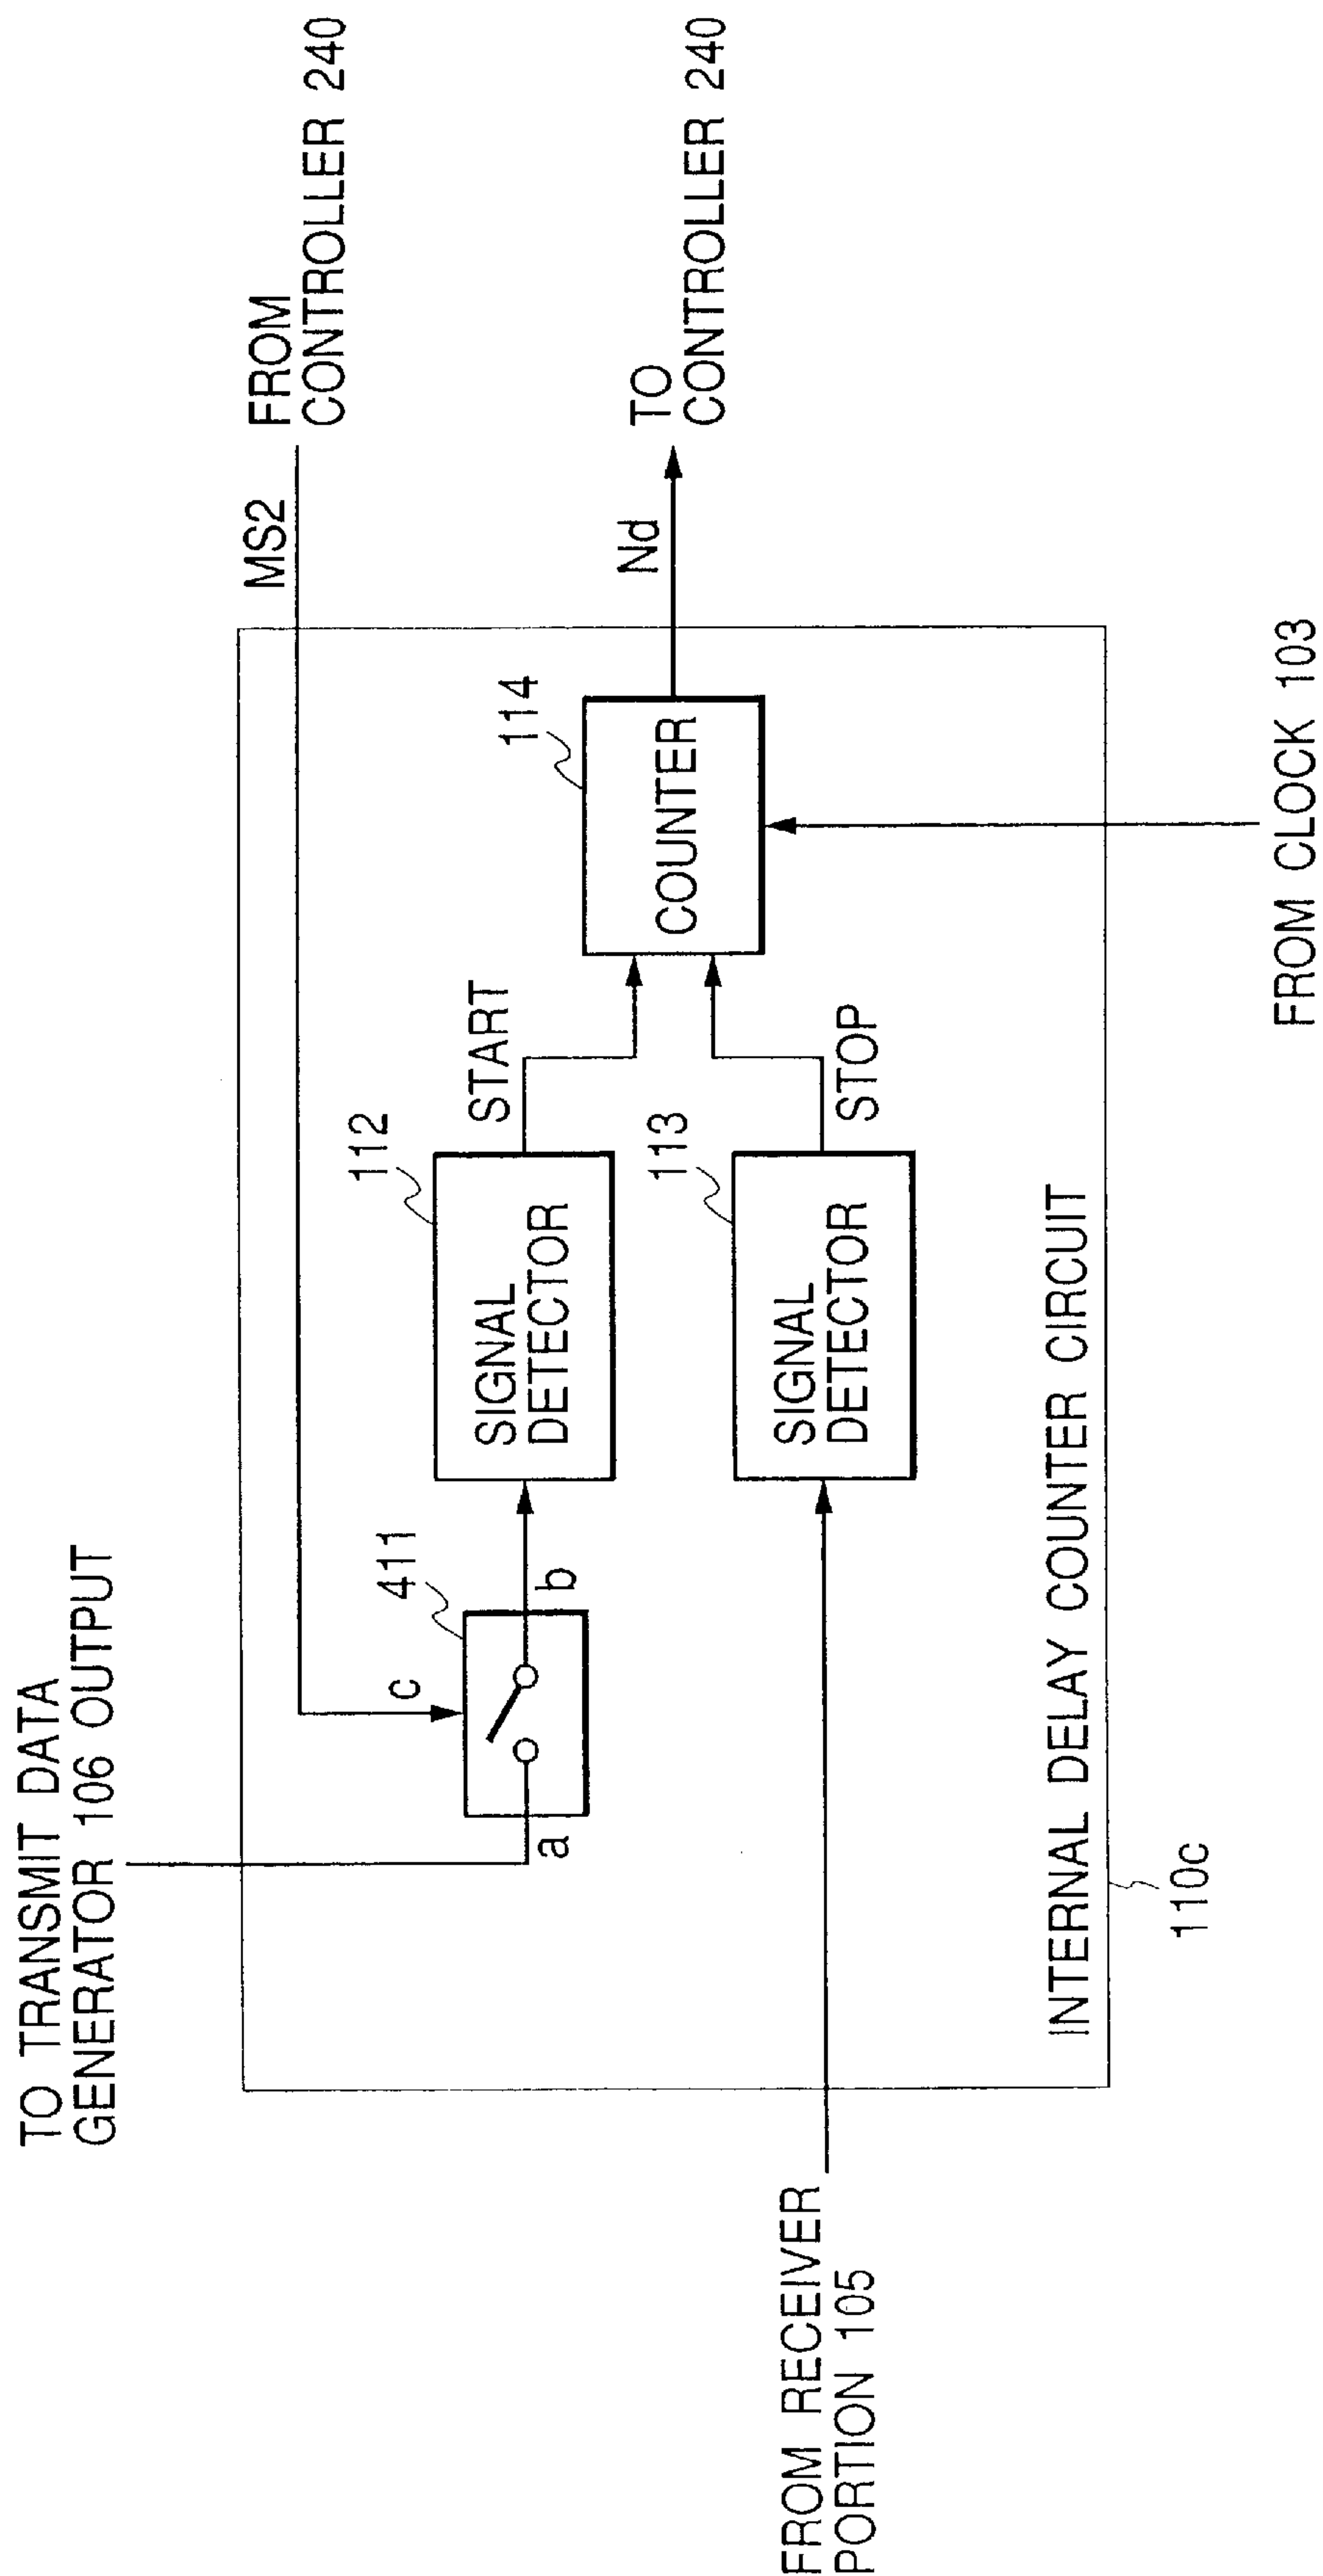 TO TRANSMIT DATA
GENERATOR 106 OUTPUT
MS2
FROM
CONTROLLER 240
411
a
b
c
112
SIGNAL
DETECTOR
START
114
COUNTER
Nd
TO
CONTROLLER 240
113
SIGNAL
DETECTOR
STOP
FROM RECEIVER
PORTION 105
INTERNAL DELAY COUNTER CIRCUIT
110c
FROM CLOCK 103